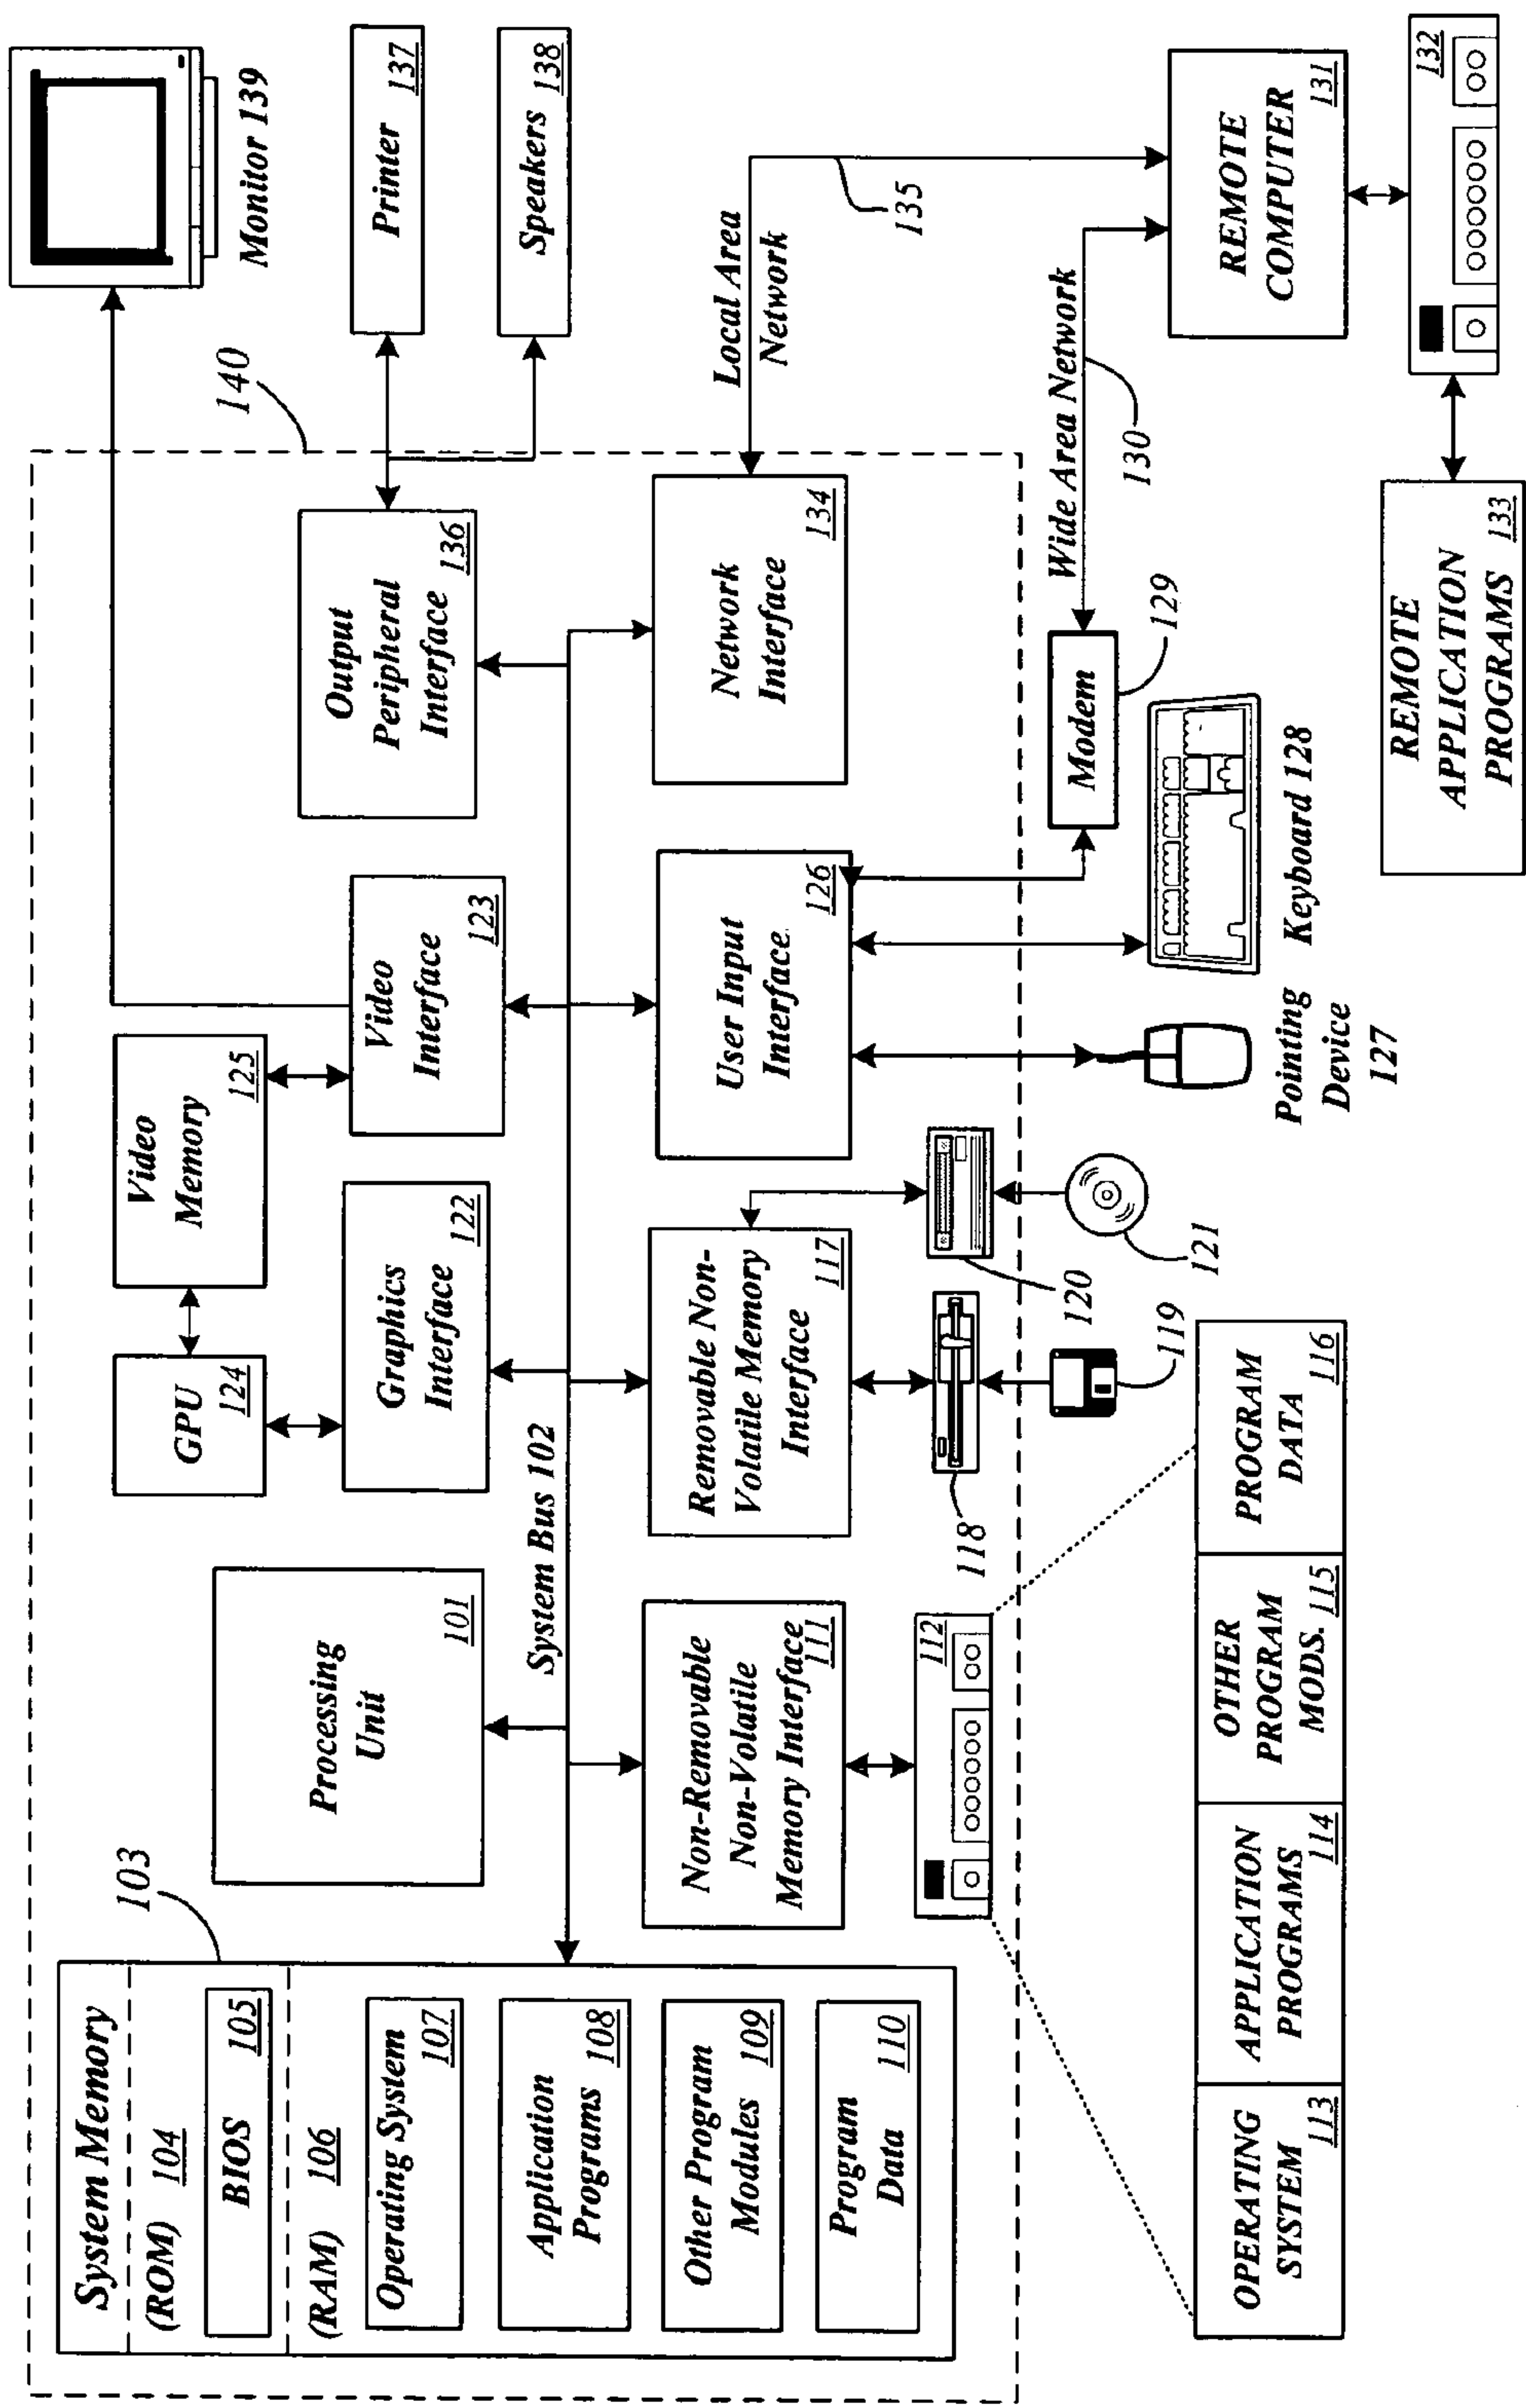 System Memory
(ROM) 104
BIOS 105
(RAM) 106
Operating System
107
Application
Programs 108
Other Program
Modules 109
Program
Data 110
103
Processing
Unit
101
System Bus 102
GPU
124
Video
Memory
125
Graphics
Interface
122
Video
Interface
123
Output
Peripheral
Interface
136
140
Monitor 139
Printer
137
Speakers
138
Non-Removable
Non-Volatile
Memory Interface
111
Removable Non-
Volatile Memory
Interface
117
User Input
Interface
126
Network
Interface
134
Local Area
Network
135
112
118
120
119
121
Pointing
Device
127
Keyboard 128
Modem
129
Wide Area Network
130
REMOTE
COMPUTER
131
132
REMOTE
APPLICATION
PROGRAMS
133
OPERATING
SYSTEM
113
APPLICATION
PROGRAMS
114
OTHER
PROGRAM
MODS. 115
PROGRAM
DATA
116